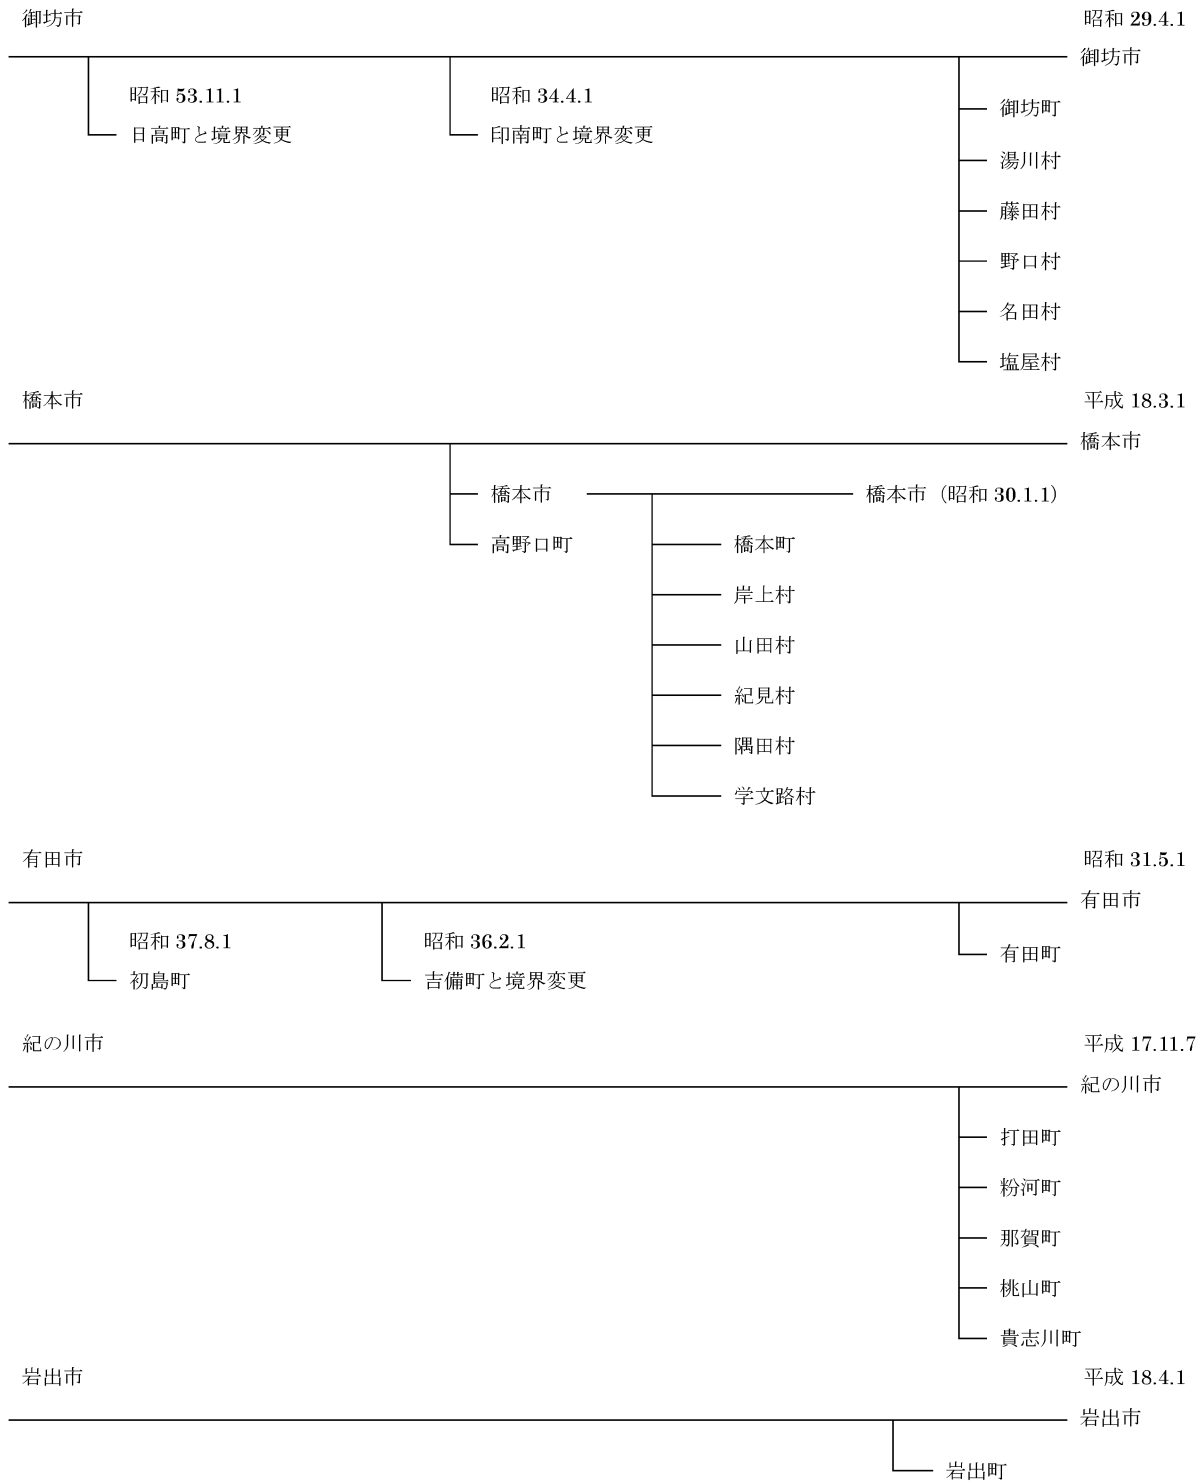 御坊市
昭和 29.4.1
御坊市
昭和 53.11.1
昭和 34.4.1
日高町と境界変更
印南町と境界変更
御坊町
湯川村
藤田村
野口村
名田村
塩屋村
橋本市
平成 18.3.1
橋本市
橋本市
橋本市（昭和 30.1.1）
高野口町
橋本町
岸上村
山田村
紀見村
隅田村
学文路村
有田市
昭和 31.5.1
有田市
昭和 37.8.1
昭和 36.2.1
有田町
初島町
吉備町と境界変更
紀の川市
平成 17.11.7
紀の川市
打田町
粉河町
那賀町
桃山町
貴志川町
岩出市
平成 18.4.1
岩出市
岩出町